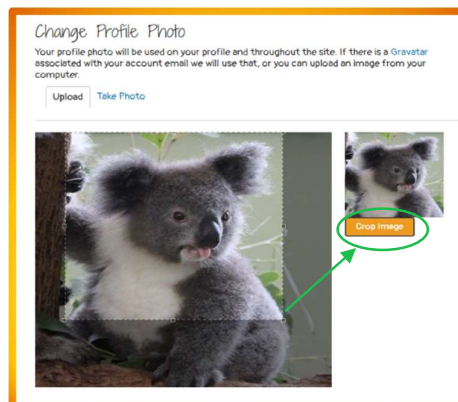 Change Profile Photo
Your profile photo will be used on your profile and throughout the site. If there is a Gravatar
associated with your account email we will use that, or you can upload an image from your
computer.
Upload Take Photo
Crop Image